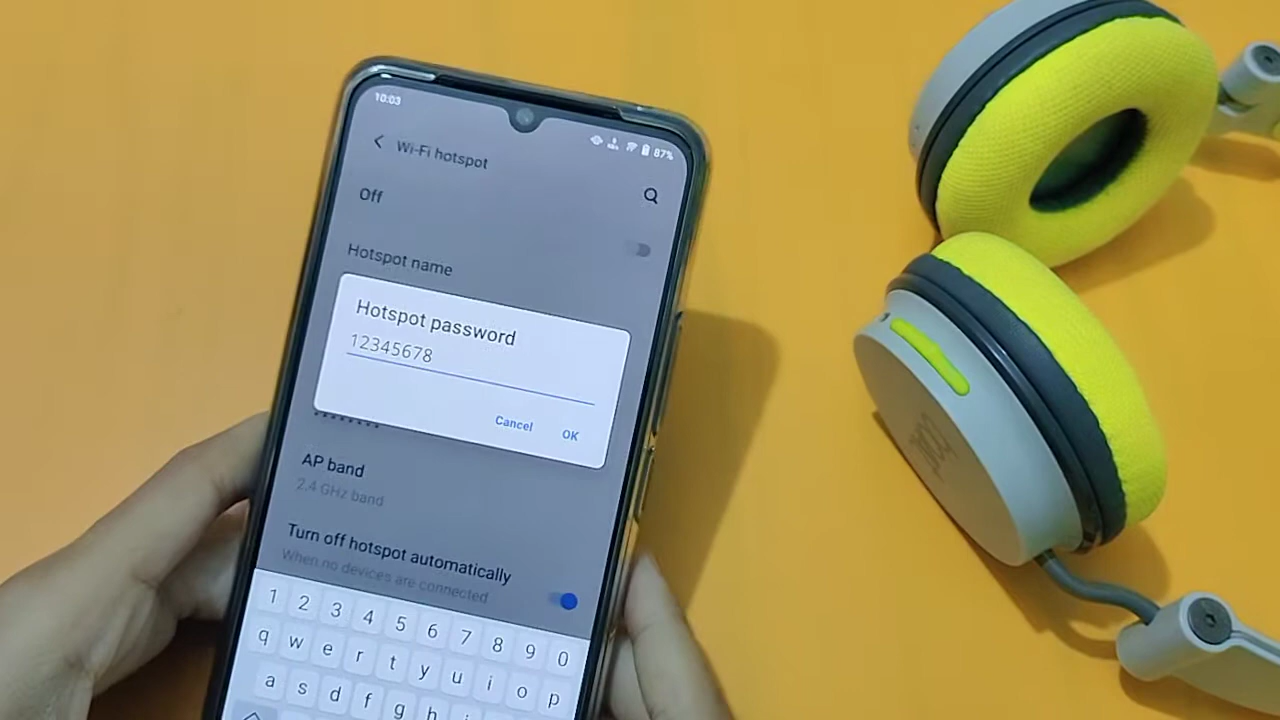 10:03
87%
Wi-Fi hotspot
Off
Hotspot name
Hotspot password
12345678
Cancel OK
AP band
2.4 GHz band
Turn off hotspot automatically
When no devices are connected
1 2 3 4 5 6 7 8 9 0
q w e r t y u i o p
a s d f g h